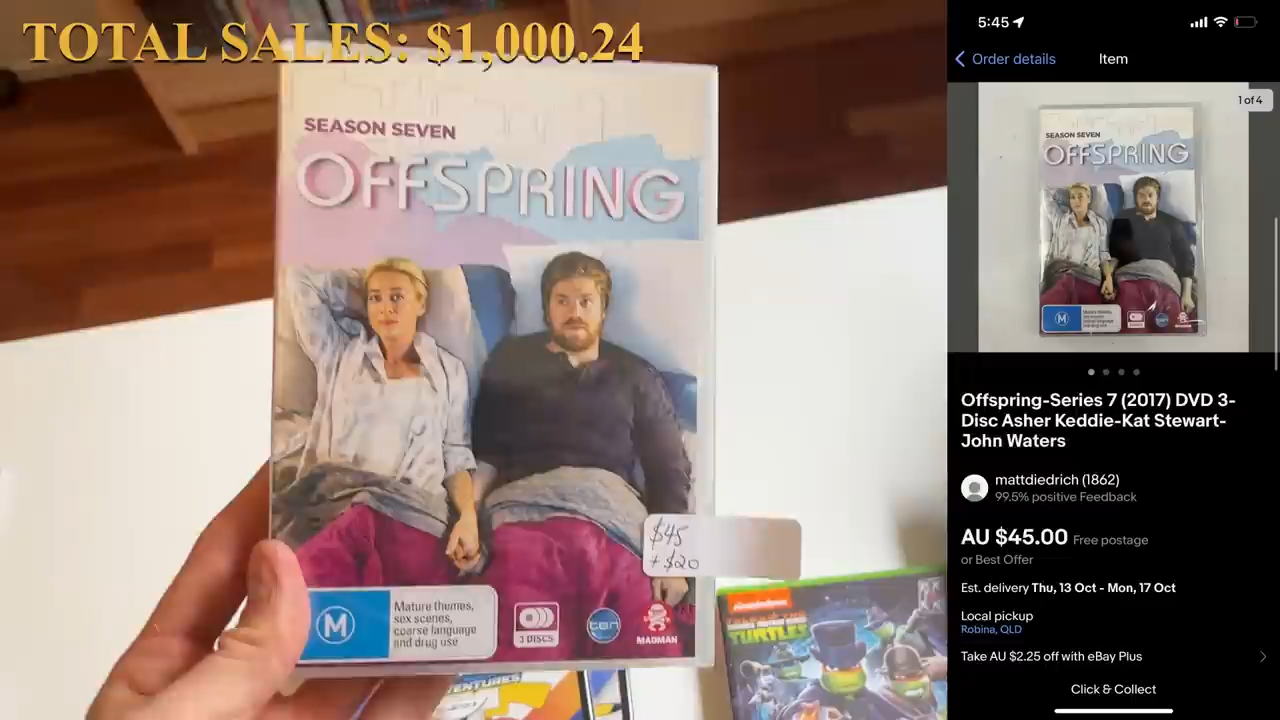 TOTAL SALES: $1,000.24
SEASON SEVEN
OFFSPRING
$45
+ $20
M
Mature themes,
sex scenes,
coarse language
and drug use
3 DISCS
ten
MADMAN
nickelodeon
TURTLES
VENTURES
5:45
Order details
Item
1 of 4
SEASON SEVEN
OFFSPRING
M
Offspring-Series 7 (2017) DVD 3-
Disc Asher Keddie-Kat Stewart-
John Waters
mattdiedrich (1862)
99.5% positive Feedback
AU $45.00 Free postage
or Best Offer
Est. delivery Thu, 13 Oct - Mon, 17 Oct
Local pickup
Robina, QLD
Take AU $2.25 off with eBay Plus
Click & Collect